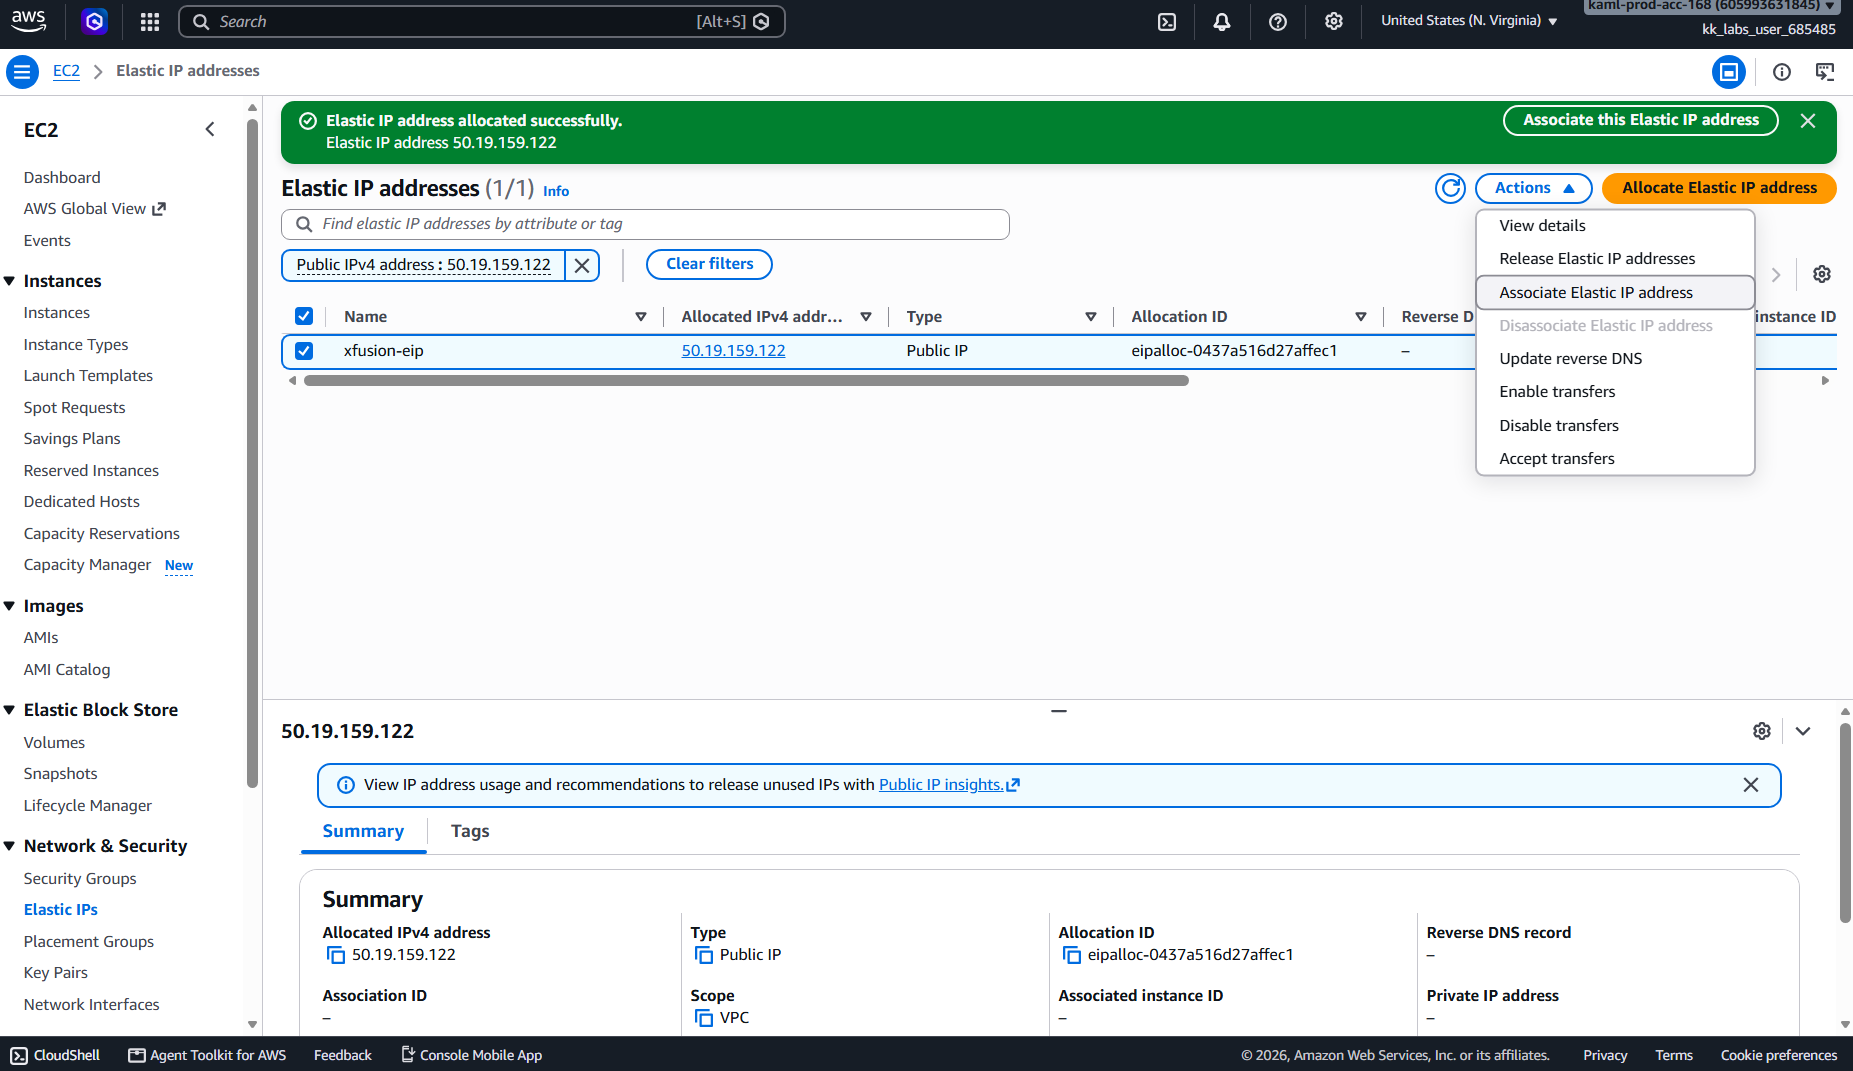 aws
Search
[Alt+S]
United States (N. Virginia)
kaml-prod-acc-168 (605993631845)
kk_labs_user_685485
EC2
Elastic IP addresses
EC2
Dashboard
AWS Global View
Events
Instances
Instances
Instance Types
Launch Templates
Spot Requests
Savings Plans
Reserved Instances
Dedicated Hosts
Capacity Reservations
Capacity Manager New
Images
AMIs
AMI Catalog
Elastic Block Store
Volumes
Snapshots
Lifecycle Manager
Network & Security
Security Groups
Elastic IPs
Placement Groups
Key Pairs
Network Interfaces
Elastic IP address allocated successfully.
Elastic IP address 50.19.159.122
Associate this Elastic IP address
Elastic IP addresses (1/1) Info
Actions
Allocate Elastic IP address
Find elastic IP addresses by attribute or tag
Public IPv4 address : 50.19.159.122
Clear filters
View details
Release Elastic IP addresses
Associate Elastic IP address
Disassociate Elastic IP address
Update reverse DNS
Enable transfers
Disable transfers
Accept transfers
Name
Allocated IPv4 addr...
Type
Allocation ID
Reverse D
instance ID
xfusion-eip
50.19.159.122
Public IP
eipalloc-0437a516d27affec1
–
50.19.159.122
View IP address usage and recommendations to release unused IPs with Public IP insights.
Summary
Tags
Summary
Allocated IPv4 address
50.19.159.122
Type
Public IP
Allocation ID
eipalloc-0437a516d27affec1
Reverse DNS record
–
Association ID
–
Scope
VPC
Associated instance ID
–
Private IP address
–
CloudShell
Agent Toolkit for AWS
Feedback
Console Mobile App
© 2026, Amazon Web Services, Inc. or its affiliates.
Privacy
Terms
Cookie preferences